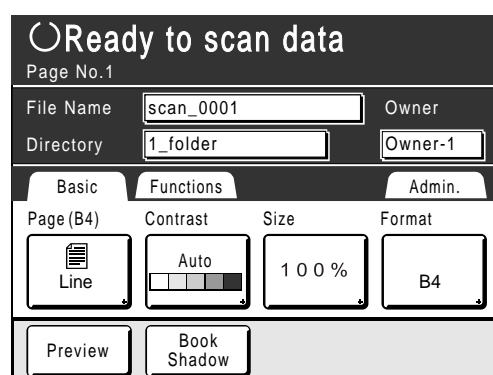 Ready to scan data
Page No.1
File Name scan_0001 Owner
Directory 1_folder Owner-1
Basic Functions Admin.
Page(B4) Contrast Size Format
Line Auto 100% B4
Preview Book Shadow